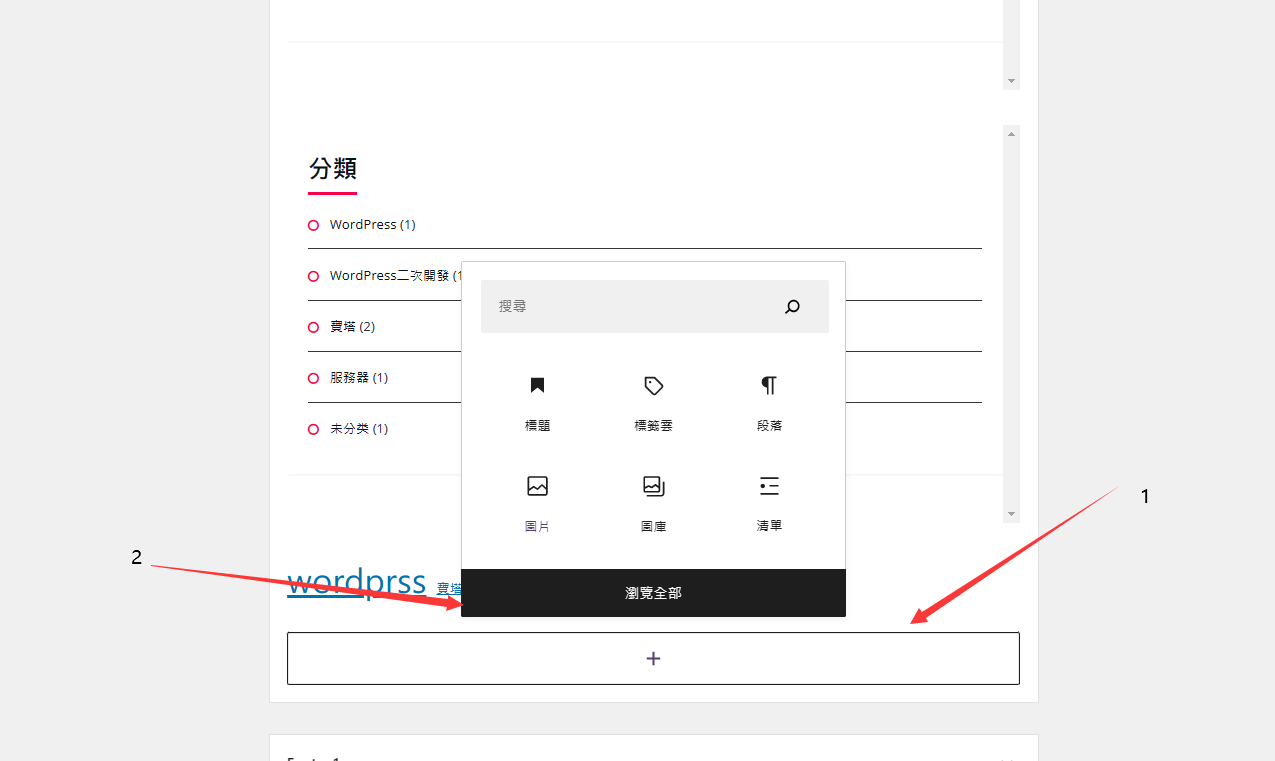 分類
WordPress (1)
WordPress二次開發 (1
寶塔 (2)
服務器 (1)
未分类 (1)
搜尋
標題
標籤雲
段落
圖片
圖庫
清單
瀏覽全部
1
2
wordprss 寶塔
+